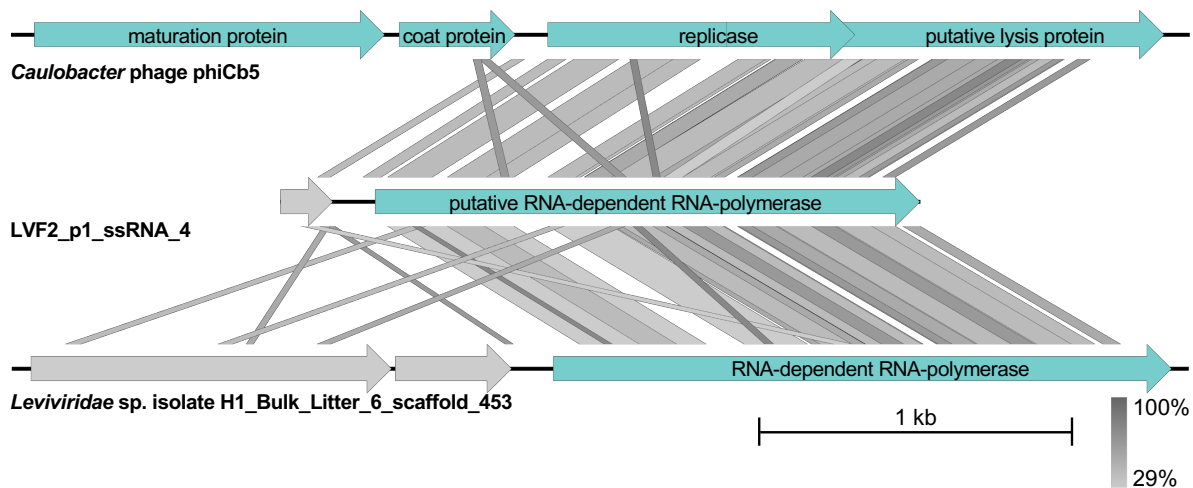 maturation protein
coat protein
replicase
putative lysis protein
Caulobacter phage phiCb5
putative RNA-dependent RNA-polymerase
LVF2_p1_ssRNA_4
RNA-dependent RNA-polymerase
Leviviridae sp. isolate H1_Bulk_Litter_6_scaffold_453
1 kb
100%
29%